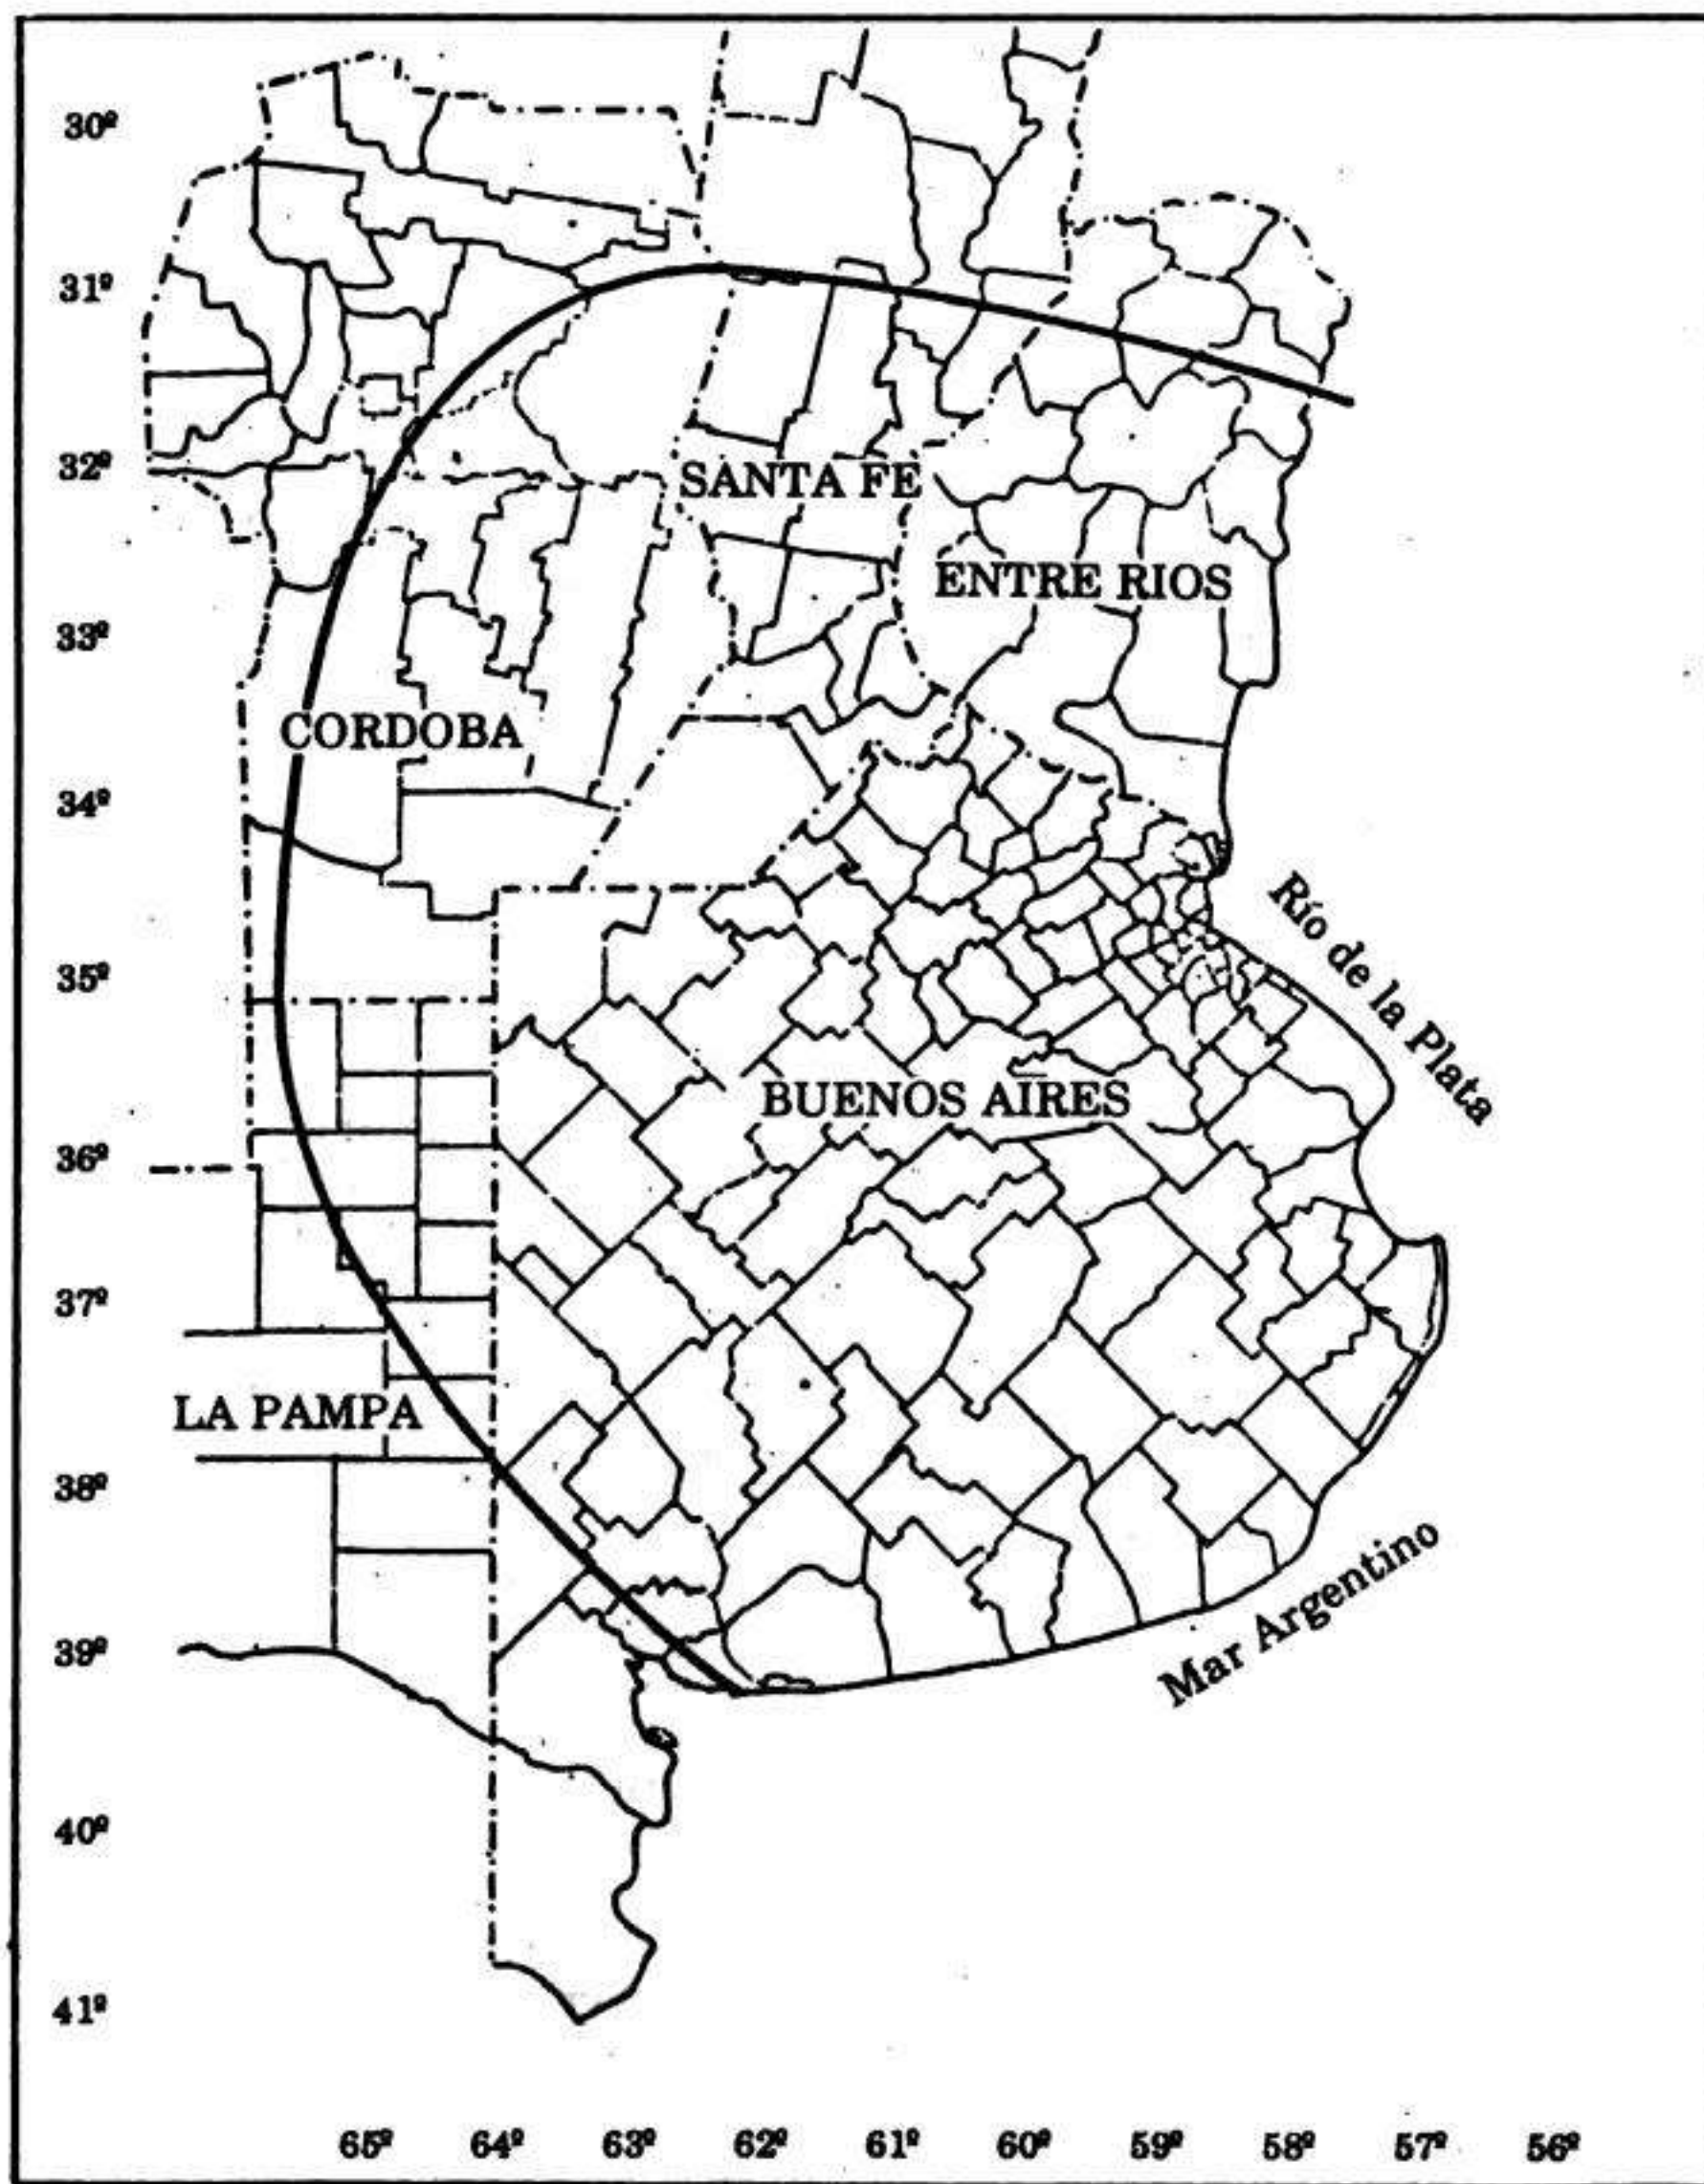 30º
31º
32º
SANTA FE
ENTRE RIOS
33º
CORDOBA
34º
Río de la Plata
35º
BUENOS AIRES
36º
37º
LA PAMPA
38º
Mar Argentino
39º
40º
41º
65º 64º 63º 62º 61º 60º 59º 58º 57º 56º